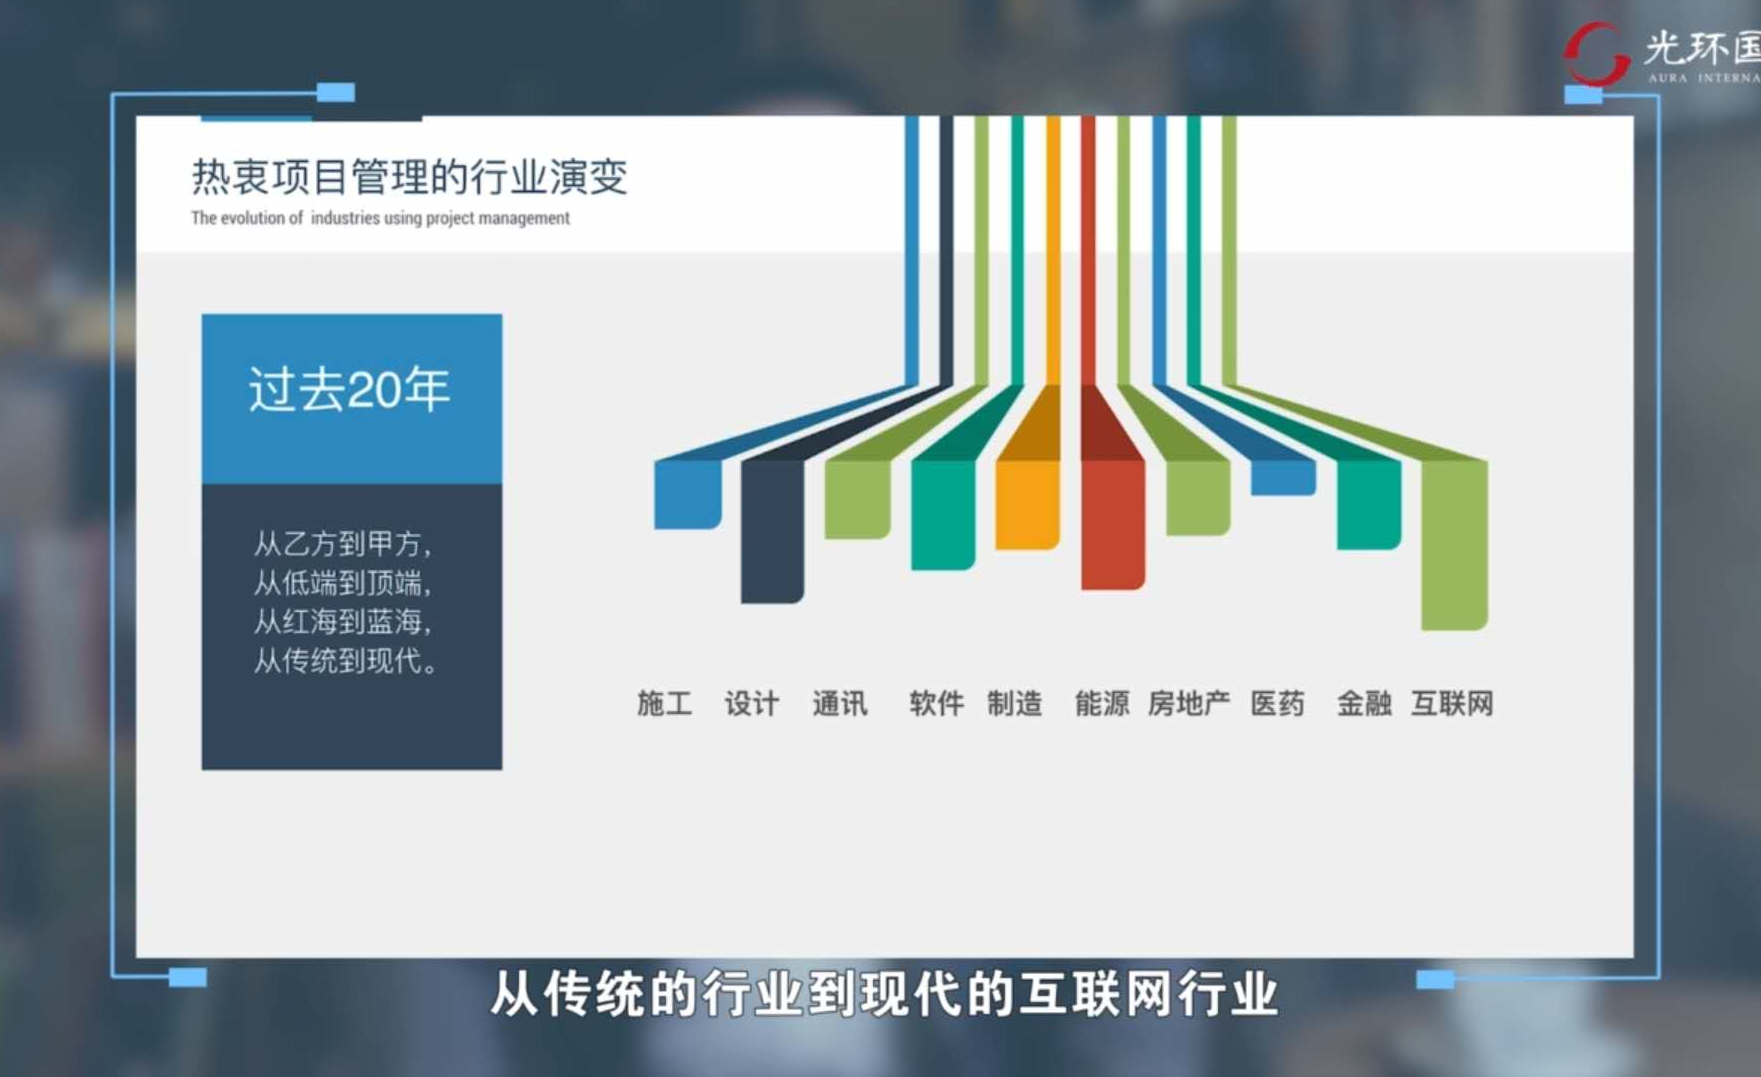 光环国
AURA INTERNA
热衷项目管理的行业演变
The evolution of industries using project management
过去20年
从乙方到甲方，
从低端到顶端，
从红海到蓝海，
从传统到现代。
施工 设计 通讯 软件 制造 能源 房地产 医药 金融 互联网
从传统的行业到现代的互联网行业